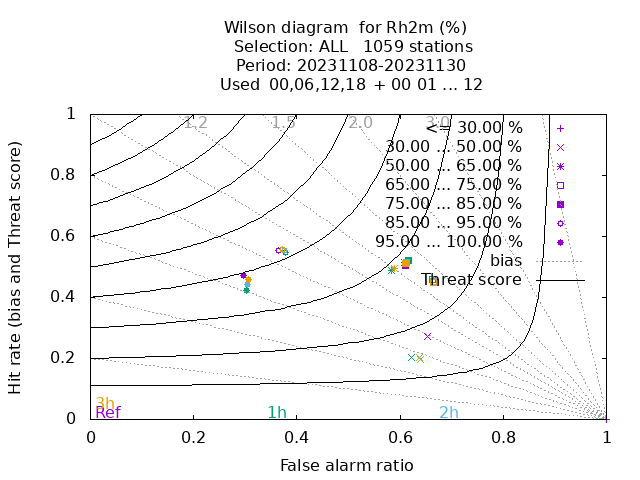 Wilson diagram  for Rh2m (%)
Selection: ALL   1059 stations
Period: 20231108-20231130
Used  00,06,12,18  + 00 01 ... 12
Hit rate (bias and Threat score)
1
0.8
0.6
0.4
0.2
0
1.2 1.5 2.0 3.0
<= 30.00 %
30.00 ... 50.00 %
50.00 ... 65.00 %
65.00 ... 75.00 %
75.00 ... 85.00 %
85.00 ... 95.00 %
95.00 ... 100.00 %
bias
Threat score
3h
Ref 1h 2h
0 0.2 0.4 0.6 0.8 1
False alarm ratio